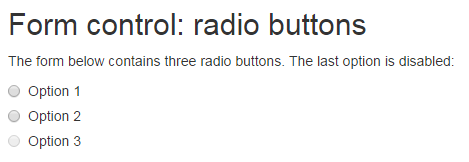 Form control: radio buttons
The form below contains three radio buttons. The last option is disabled:
Option 1
Option 2
Option 3